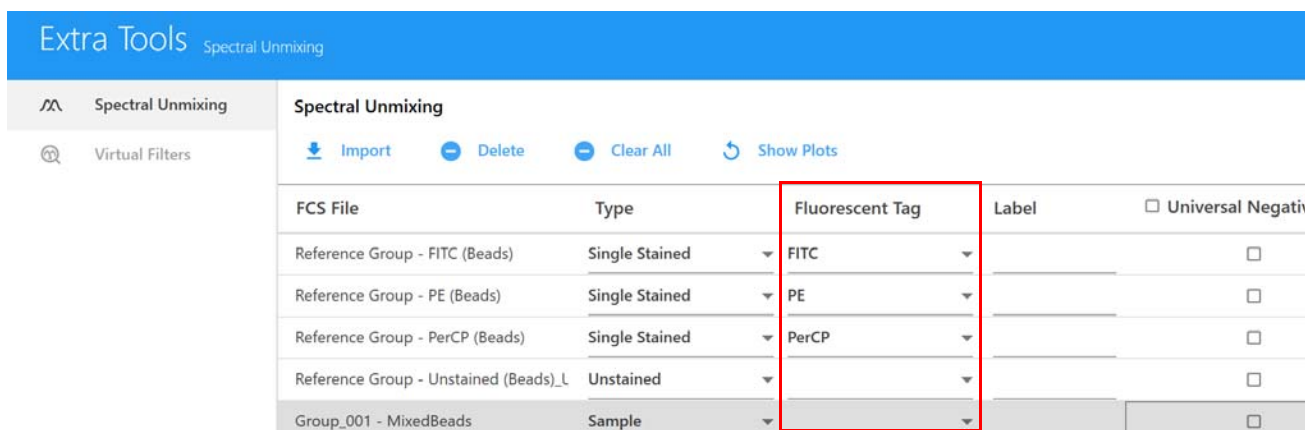 Extra Tools Spectral Unmixing
Spectral Unmixing
Virtual Filters
Spectral Unmixing
Import Delete Clear All Show Plots
FCS File Type Fluorescent Tag Label Universal Negativ
Reference Group - FITC (Beads) Single Stained FITC
Reference Group - PE (Beads) Single Stained PE
Reference Group - PerCP (Beads) Single Stained PerCP
Reference Group - Unstained (Beads)_U Unstained
Group_001 - MixedBeads Sample